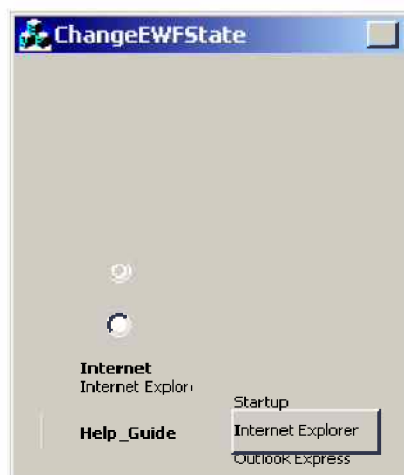 ChangeEWFState
Internet
Internet Explor
Startup
Help_Guide
Internet Explorer
Outlook Express